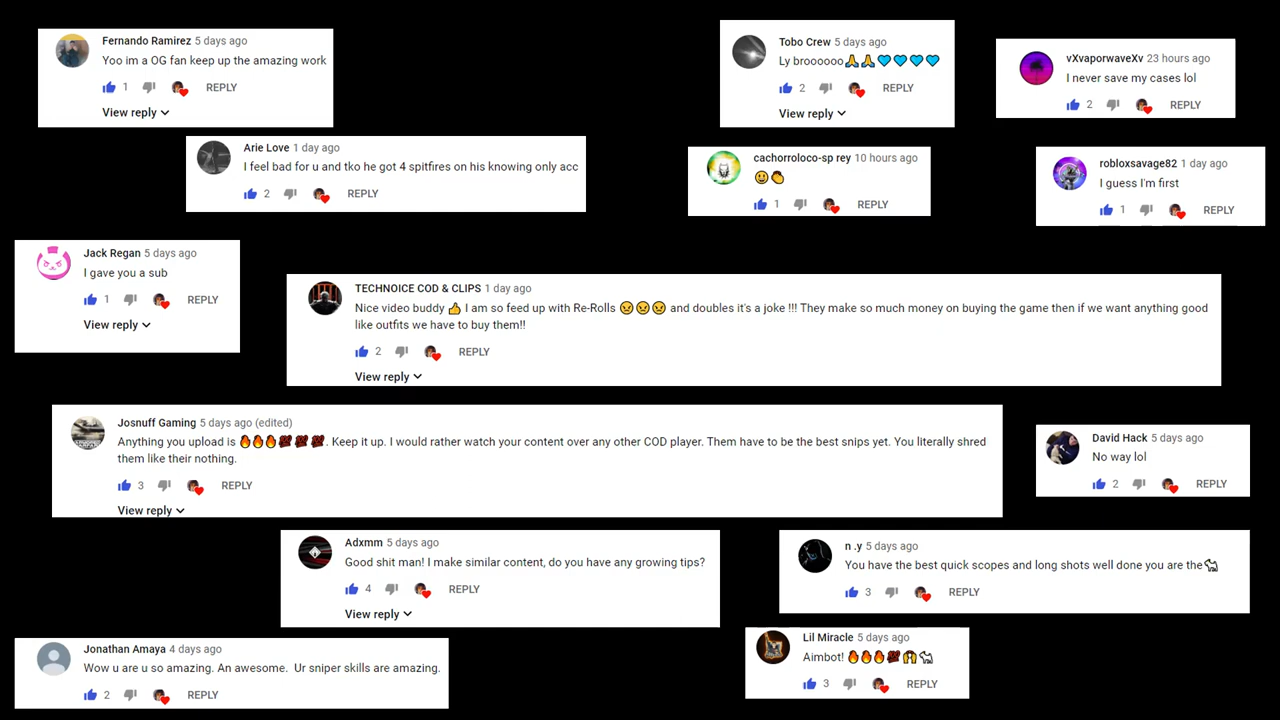 Fernando Ramirez 5 days ago
Yoo im a OG fan keep up the amazing work
1 REPLY
View reply
Tobo Crew 5 days ago
Ly broooooo🙏🙏💙💙💙💙
2 REPLY
View reply
vXvaporwaveXv 23 hours ago
I never save my cases lol
2 REPLY
Arie Love 1 day ago
I feel bad for u and tko he got 4 spitfires on his knowing only acc
2 REPLY
cachorroloco-sp rey 10 hours ago
😀👏
1 REPLY
robloxsavage82 1 day ago
I guess I'm first
1 REPLY
Jack Regan 5 days ago
I gave you a sub
1 REPLY
View reply
TECHNOICE COD & CLIPS 1 day ago
Nice video buddy 👍 I am so feed up with Re-Rolls 😠😠😠 and doubles it's a joke !!! They make so much money on buying the game then if we want anything good
like outfits we have to buy them!!
2 REPLY
View reply
Josnuff Gaming 5 days ago (edited)
Anything you upload is 🔥🔥🔥💯 💯 💯. Keep it up. I would rather watch your content over any other COD player. Them have to be the best snips yet. You literally shred
them like their nothing.
3 REPLY
View reply
David Hack 5 days ago
No way lol
2 REPLY
Adxmm 5 days ago
Good shit man! I make similar content, do you have any growing tips?
4 REPLY
View reply
n .y 5 days ago
You have the best quick scopes and long shots well done you are the🐐
3 REPLY
Jonathan Amaya 4 days ago
Wow u are u so amazing. An awesome.  Ur sniper skills are amazing.
2 REPLY
Lil Miracle 5 days ago
Aimbot! 🔥🔥🔥💯🙌🐐
3 REPLY